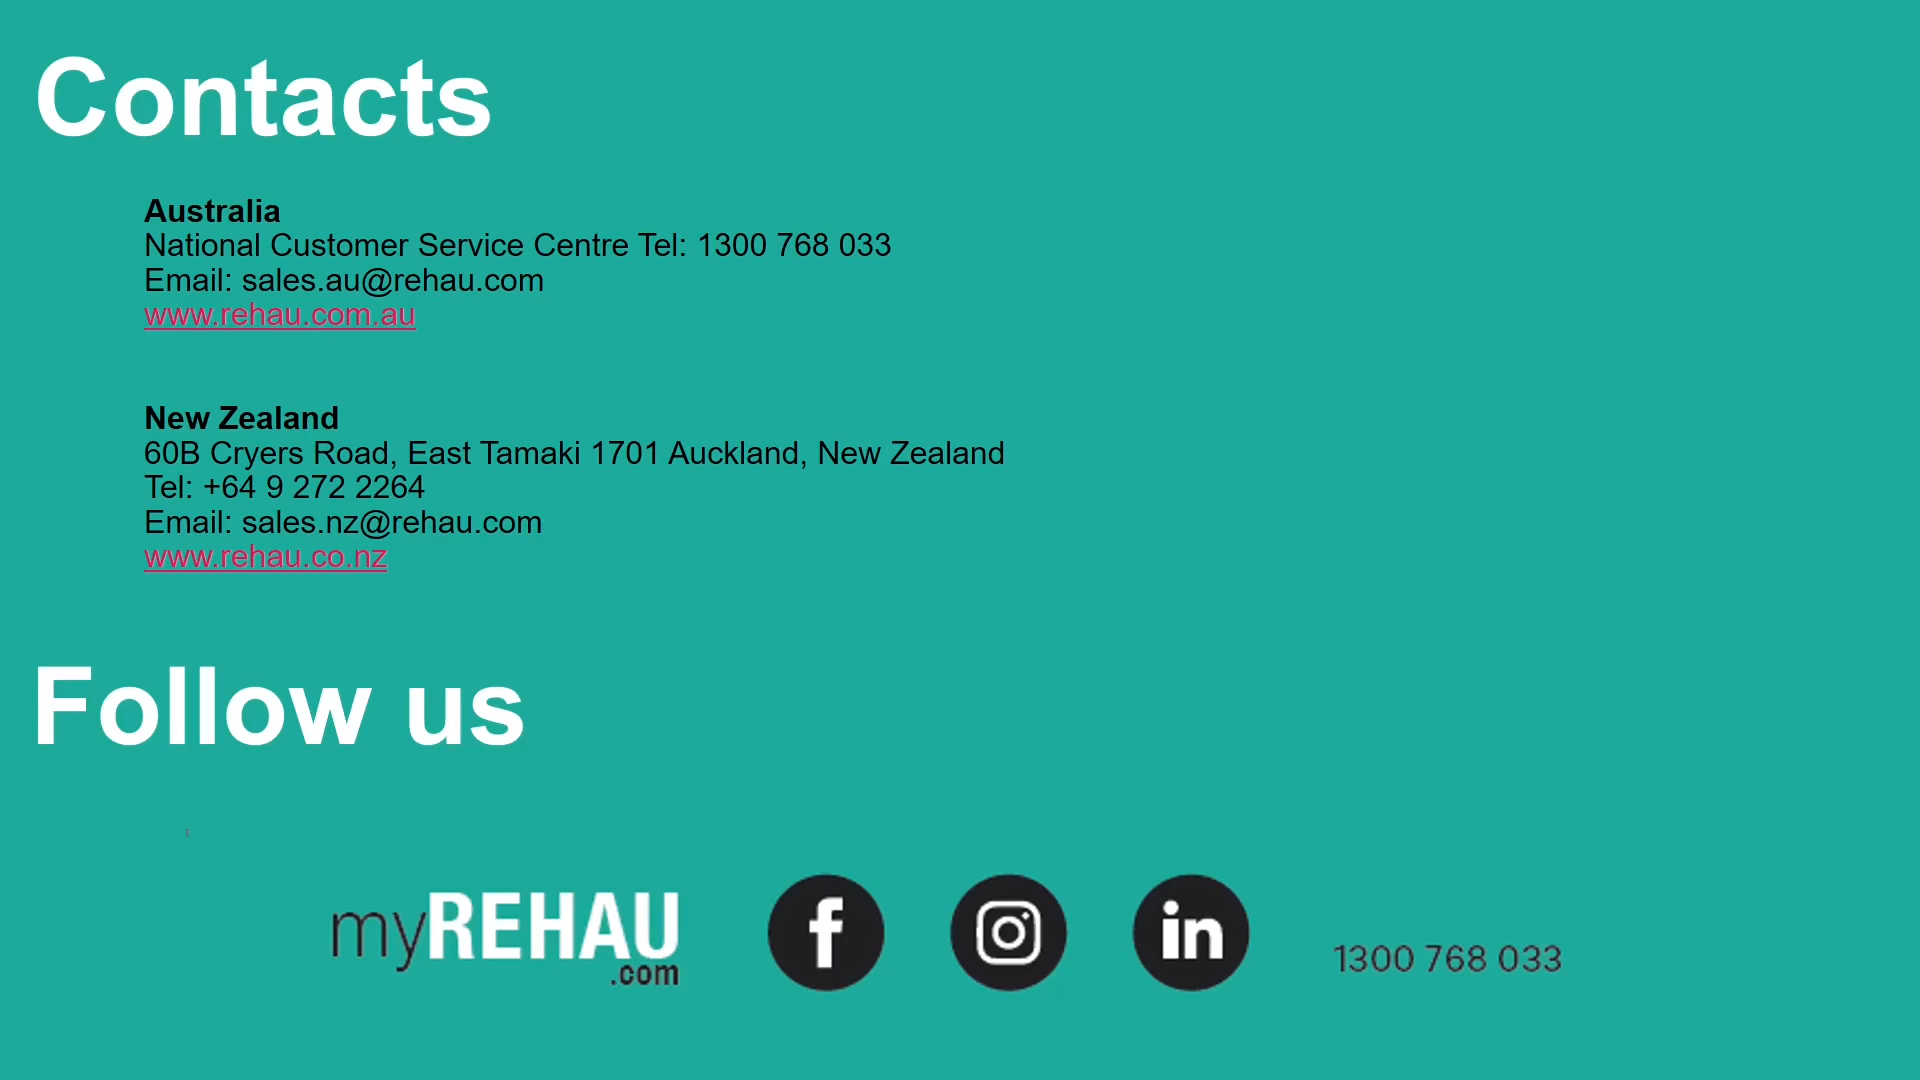 Contacts
Australia
National Customer Service Centre Tel: 1300 768 033
Email: sales.au@rehau.com
www.rehau.com.au
New Zealand
60B Cryers Road, East Tamaki 1701 Auckland, New Zealand
Tel: +64 9 272 2264
Email: sales.nz@rehau.com
www.rehau.co.nz
Follow us
myREHAU
.com
f
in
1300 768 033